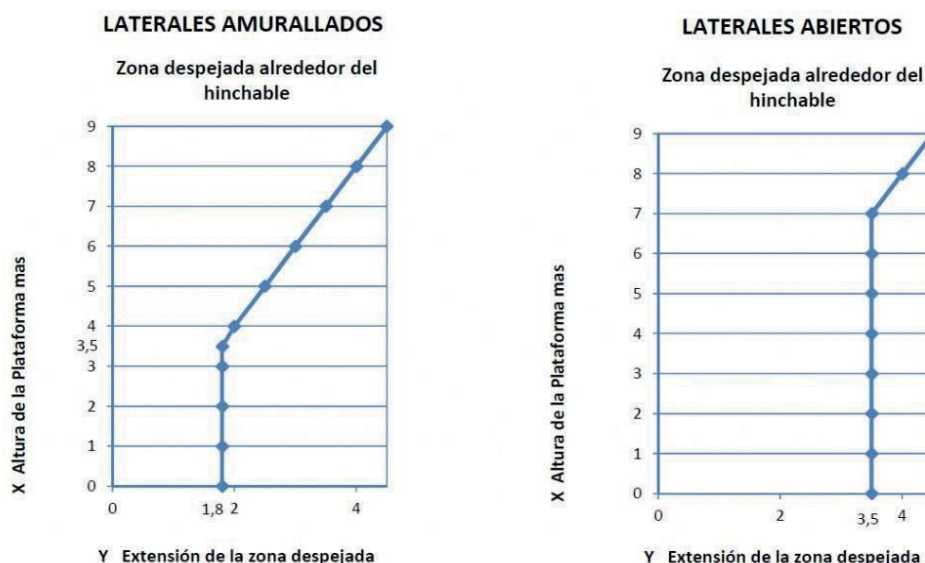 LATERALES AMURALLADOS
Zona despejada alrededor del
hinchable
9
8
7
6
5
4
3,5
3
2
1
0
0
1,8
2
4
X Altura de la Plataforma mas
Y Extensión de la zona despejada
LATERALES ABIERTOS
Zona despejada alrededor del
hinchable
9
8
7
6
5
4
3
2
1
0
0
2
3,5
4
X Altura de la Plataforma mas
Y Extensión de la zona despejada